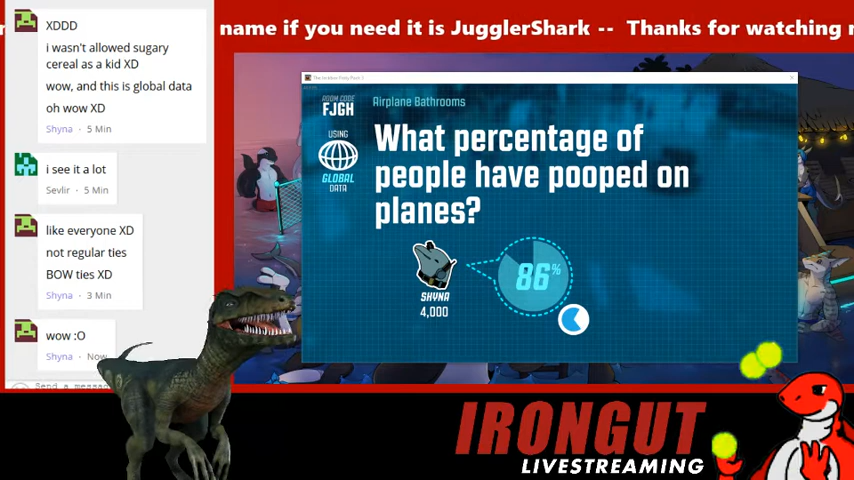 XDDD
i wasn't allowed sugary
cereal as a kid XD
wow, and this is global data
oh wow XD
Shyna · 5 Min
i see it a lot
Sevlir · 5 Min
like everyone XD
not regular ties
BOW ties XD
Shyna · 3 Min
wow :O
Shyna · Now
Send a messa
name if you need it is JugglerShark -- Thanks for watching
ROOM CODE
FJGH
USING
GLOBAL
DATA
Airplane Bathrooms
What percentage of
people have pooped on
planes?
86%
SHYNA
4,000
IRONGUT
LIVESTREAMING